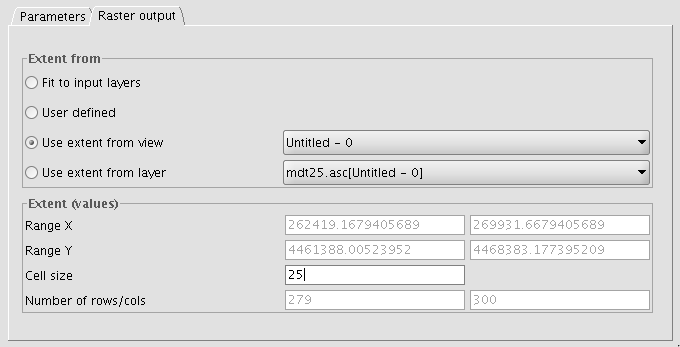 Parameters Raster output
Extent from
Fit to input layers
User defined
Use extent from view Untitled - 0
Use extent from layer mdt25.asc[Untitled - 0]
Extent (values)
Range X 262419.1679405689 269931.6679405689
Range Y 4461388.00523952 4468383.177395209
Cell size 25
Number of rows/cols 279 300